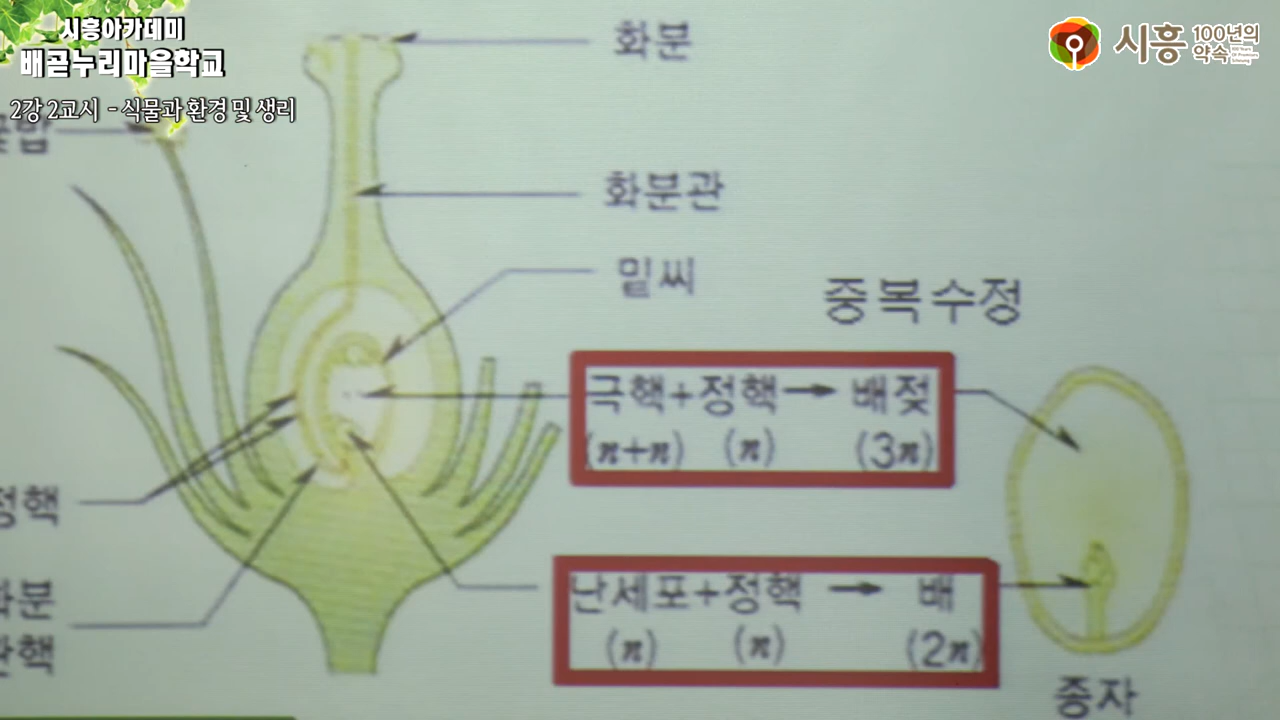 시흥아카데미
배곧누리마을학교
2강 2교시 - 식물과 환경 및 생리
시흥 100년의 약속
화분
화분관
밑씨
중복수정
극핵+정핵→배젖
(n+n) (n) (3n)
정핵
난세포+정핵→배
(n) (n) (2n)
화분
관핵
종자